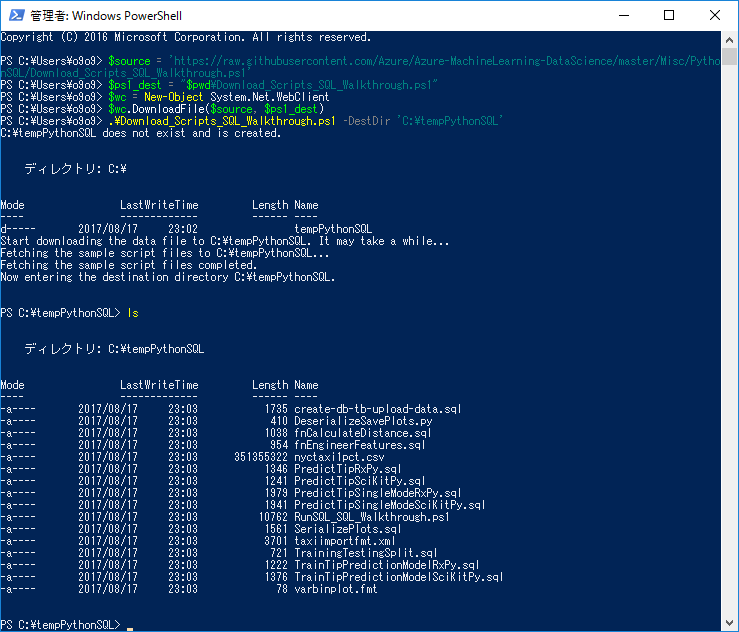 管理者: Windows PowerShell
Copyright (C) 2016 Microsoft Corporation. All rights reserved.
PS C:¥Users¥o9o9> $source = 'https://raw.githubusercontent.com/Azure/Azure-MachineLearning-DataScience/master/Misc/Pytho
nSQL/Download_Scripts_SQL_Walkthrough.ps1'
PS C:¥Users¥o9o9> $ps1_dest = "$pwd¥Download_Scripts_SQL_Walkthrough.ps1"
PS C:¥Users¥o9o9> $wc = New-Object System.Net.WebClient
PS C:¥Users¥o9o9> $wc.DownloadFile($source, $ps1_dest)
PS C:¥Users¥o9o9> .¥Download_Scripts_SQL_Walkthrough.ps1 -DestDir 'C:¥tempPythonSQL'
C:¥tempPythonSQL does not exist and is created.
ディレクトリ: C:¥
Mode LastWriteTime Length Name
---- ------------- ------ ----
d----- 2017/08/17 23:02 tempPythonSQL
Start downloading the data file to C:¥tempPythonSQL. It may take a while...
Fetching the sample script files to C:¥tempPythonSQL...
Fetching the sample script files completed.
Now entering the destination directory C:¥tempPythonSQL.
PS C:¥tempPythonSQL> ls
ディレクトリ: C:¥tempPythonSQL
Mode LastWriteTime Length Name
---- ------------- ------ ----
-a---- 2017/08/17 23:03 1735 create-db-tb-upload-data.sql
-a---- 2017/08/17 23:03 410 DeserializeSavePlots.py
-a---- 2017/08/17 23:03 1038 fnCalculateDistance.sql
-a---- 2017/08/17 23:03 954 fnEngineerFeatures.sql
-a---- 2017/08/17 23:03 351355322 nyctaxi1pct.csv
-a---- 2017/08/17 23:03 1346 PredictTipRxPy.sql
-a---- 2017/08/17 23:03 1241 PredictTipSciKitPy.sql
-a---- 2017/08/17 23:03 1979 PredictTipSingleModeRxPy.sql
-a---- 2017/08/17 23:03 1941 PredictTipSingleModeSciKitPy.sql
-a---- 2017/08/17 23:03 10762 RunSQL_SQL_Walkthrough.ps1
-a---- 2017/08/17 23:03 1561 SerializePlots.sql
-a---- 2017/08/17 23:03 3701 taxiimportfmt.xml
-a---- 2017/08/17 23:03 721 TrainingTestingSplit.sql
-a---- 2017/08/17 23:03 1222 TrainTipPredictionModelRxPy.sql
-a---- 2017/08/17 23:03 1376 TrainTipPredictionModelSciKitPy.sql
-a---- 2017/08/17 23:03 78 varbinplot.fmt
PS C:¥tempPythonSQL> _